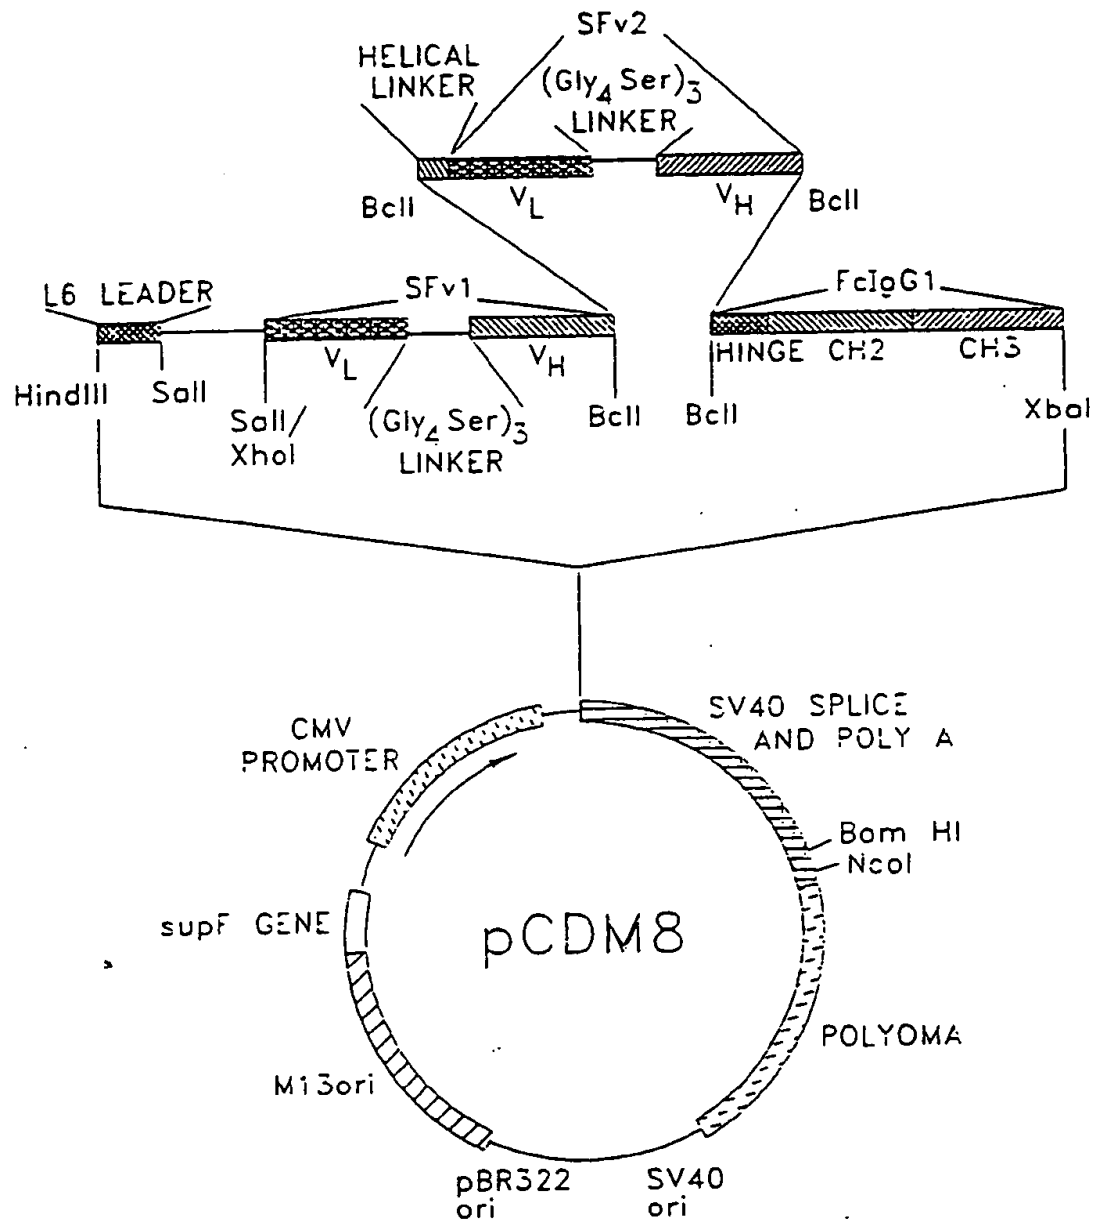 SFv2
HELICAL
LINKER
(Gly4 Ser)3
LINKER
BclI
VL
VH
BclI
L6 LEADER
SFv1
FcIgG1
VL
VH
HINGE CH2
CH3
HindIII
SalI
SalI/
XhoI
(Gly4 Ser)3
LINKER
BclI
BclI
XbaI
CMV
PROMOTER
SV40 SPLICE
AND POLY A
Bam HI
NcoI
supF GENE
pCDM8
POLYOMA
M13ori
pBR322
ori
SV40
ori